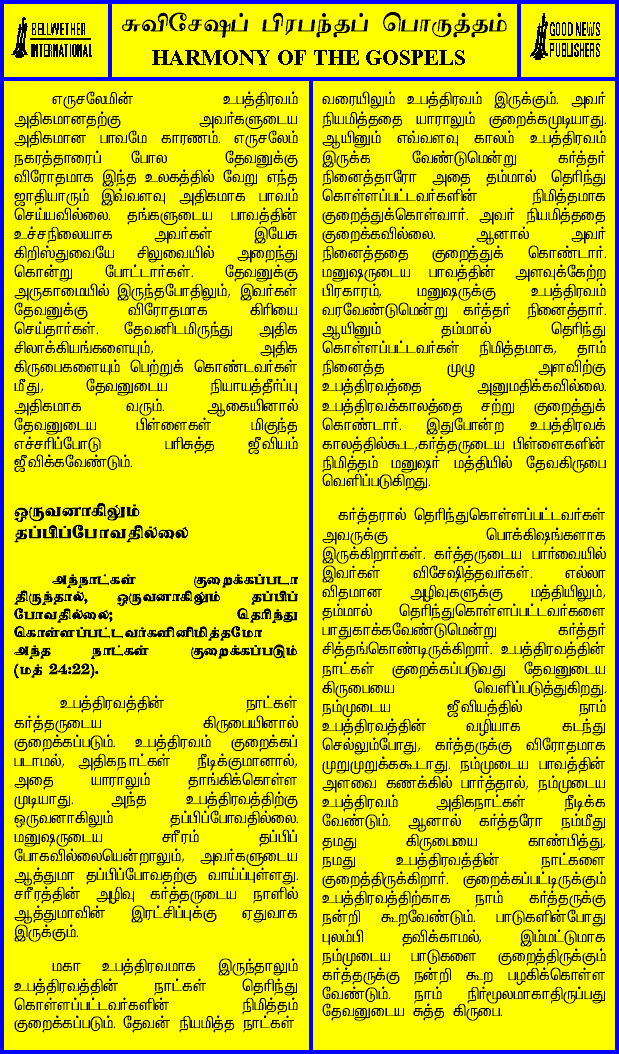 BELLWETHER
INTERNATIONAL
சுவிசேஷப் பிரபந்தப் பொருத்தம்
HARMONY OF THE GOSPELS
GOOD NEWS
PUBLISHERS
எருசலேமின் உபத்திரவம்
அதிகமானதற்கு அவர்களுடைய
அதிகமான பாவமே காரணம். எருசலேம்
நகரத்தாரைப் போல தேவனுக்கு
விரோதமாக இந்த உலகத்தில் வேறு எந்த
ஜாதியாரும் இவ்வளவு அதிகமாக பாவம்
செய்யவில்லை. தங்களுடைய பாவத்தின்
உச்சநிலையாக அவர்கள் இயேசு
கிறிஸ்துவையே சிலுவையில் அறைந்து
கொன்று போட்டார்கள். தேவனுக்கு
அருகாமையில் இருந்தபோதிலும், இவர்கள்
தேவனுக்கு விரோதமாக கிரியை
செய்தார்கள். தேவனிடமிருந்து அதிக
சிலாக்கியங்களையும், அதிக
கிருபைகளையும் பெற்றுக் கொண்டவர்கள்
மீது, தேவனுடைய நியாயத்தீர்ப்பு
அதிகமாக வரும். ஆகையினால்
தேவனுடைய பிள்ளைகள் மிகுந்த
எச்சரிப்போடு பரிசுத்த ஜீவியம்
ஜீவிக்கவேண்டும்.
ஒருவனாகிலும்
தப்பிப்போவதில்லை
அந்நாட்கள் குறைக்கப்படா
திருந்தால், ஒருவனாகிலும் தப்பிப்
போவதில்லை; தெரிந்து
கொள்ளப்பட்டவர்களினிமித்தமோ
அந்த நாட்கள் குறைக்கப்படும்
(மத் 24:22).
உபத்திரவத்தின் நாட்கள்
கர்த்தருடைய கிருபையினால்
குறைக்கப்படும். உபத்திரவம் குறைக்கப்
படாமல், அதிகநாட்கள் நீடிக்குமானால்,
அதை யாராலும் தாங்கிக்கொள்ள
முடியாது. அந்த உபத்திரவத்திற்கு
ஒருவனாகிலும் தப்பிப்போவதில்லை.
மனுஷருடைய சரீரம் தப்பிப்
போகவில்லையென்றாலும், அவர்களுடைய
ஆத்துமா தப்பிப்போவதற்கு வாய்ப்புள்ளது.
சரீரத்தின் அழிவு கர்த்தருடைய நாளில்
ஆத்துமாவின் இரட்சிப்புக்கு ஏதுவாக
இருக்கும்.
மகா உபத்திரவமாக இருந்தாலும்
உபத்திரவத்தின் நாட்கள் தெரிந்து
கொள்ளப்பட்டவர்களின் நிமித்தம்
குறைக்கப்படும். தேவன் நியமித்த நாட்கள்
வரையிலும் உபத்திரவம் இருக்கும். அவர்
நியமித்ததை யாராலும் குறைக்கமுடியாது.
ஆயினும் எவ்வளவு காலம் உபத்திரவம்
இருக்க வேண்டுமென்று கர்த்தர்
நினைத்தாரோ அதை தம்மால் தெரிந்து
கொள்ளப்பட்டவர்களின் நிமித்தமாக
குறைத்துக்கொள்வார். அவர் நியமித்ததை
குறைக்கவில்லை. ஆனால் அவர்
நினைத்ததை குறைத்துக் கொண்டார்.
மனுஷருடைய பாவத்தின் அளவுக்கேற்ற
பிரகாரம், மனுஷருக்கு உபத்திரவம்
வரவேண்டுமென்று கர்த்தர் நினைத்தார்.
ஆயினும் தம்மால் தெரிந்து
கொள்ளப்பட்டவர்கள் நிமித்தமாக, தாம்
நினைத்த முழு அளவிற்கு
உபத்திரவத்தை அனுமதிக்கவில்லை.
உபத்திரவக்காலத்தை சற்று குறைத்துக்
கொண்டார். இதுபோன்ற உபத்திரவக்
காலத்தில்கூட,கர்த்தருடைய பிள்ளைகளின்
நிமித்தம் மனுஷர் மத்தியில் தேவகிருபை
வெளிப்படுகிறது.
கர்த்தரால் தெரிந்துகொள்ளப்பட்டவர்கள்
அவருக்கு பொக்கிஷங்களாக
இருக்கிறார்கள். கர்த்தருடைய பார்வையில்
இவர்கள் விசேஷித்தவர்கள். எல்லா
விதமான அழிவுகளுக்கு மத்தியிலும்,
தம்மால் தெரிந்துகொள்ளப்பட்டவர்களை
பாதுகாக்கவேண்டுமென்று கர்த்தர்
சித்தங்கொண்டிருக்கிறார். உபத்திரவத்தின்
நாட்கள் குறைக்கப்படுவது தேவனுடைய
கிருபையை வெளிப்படுத்துகிறது.
நம்முடைய ஜீவியத்தில் நாம்
உபத்திரவத்தின் வழியாக கடந்து
செல்லும்போது, கர்த்தருக்கு விரோதமாக
முறுமுறுக்ககூடாது. நம்முடைய பாவத்தின்
அளவை கணக்கில் பார்த்தால், நம்முடைய
உபத்திரவம் அதிகநாட்கள் நீடிக்க
வேண்டும். ஆனால் கர்த்தரோ நம்மீது
தமது கிருபையை காண்பித்து,
நமது உபத்திரவத்தின் நாட்களை
குறைத்திருக்கிறார். குறைக்கப்பட்டிருக்கும்
உபத்திரவத்திற்காக நாம் கர்த்தருக்கு
நன்றி கூறவேண்டும். பாடுகளின்போது
புலம்பி தவிக்காமல், இம்மட்டுமாக
நம்முடைய பாடுகளை குறைத்திருக்கும்
கர்த்தருக்கு நன்றி கூற பழகிக்கொள்ள
வேண்டும். நாம் நிர்மூலமாகாதிருப்பது
தேவனுடைய சுத்த கிருபை.